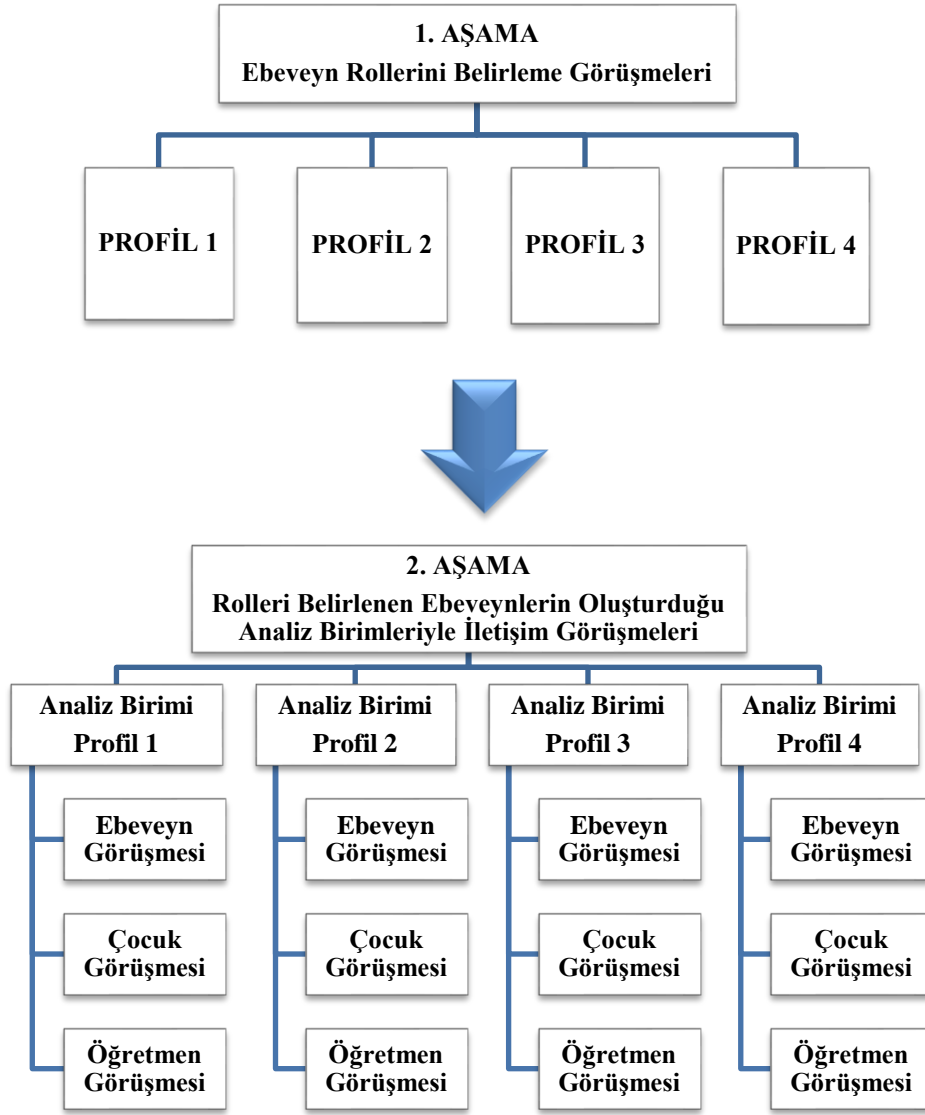 1. AŞAMA
Ebeveyn Rollerini Belirleme Görüşmeleri
PROFİL 1
PROFİL 2
PROFİL 3
PROFİL 4
2. AŞAMA
Rolleri Belirlenen Ebeveynlerin Oluşturduğu
Analiz Birimleriyle İletişim Görüşmeleri
Analiz Birimi
Profil 1
Ebeveyn
Görüşmesi
Çocuk
Görüşmesi
Öğretmen
Görüşmesi
Analiz Birimi
Profil 2
Ebeveyn
Görüşmesi
Çocuk
Görüşmesi
Öğretmen
Görüşmesi
Analiz Birimi
Profil 3
Ebeveyn
Görüşmesi
Çocuk
Görüşmesi
Öğretmen
Görüşmesi
Analiz Birimi
Profil 4
Ebeveyn
Görüşmesi
Çocuk
Görüşmesi
Öğretmen
Görüşmesi